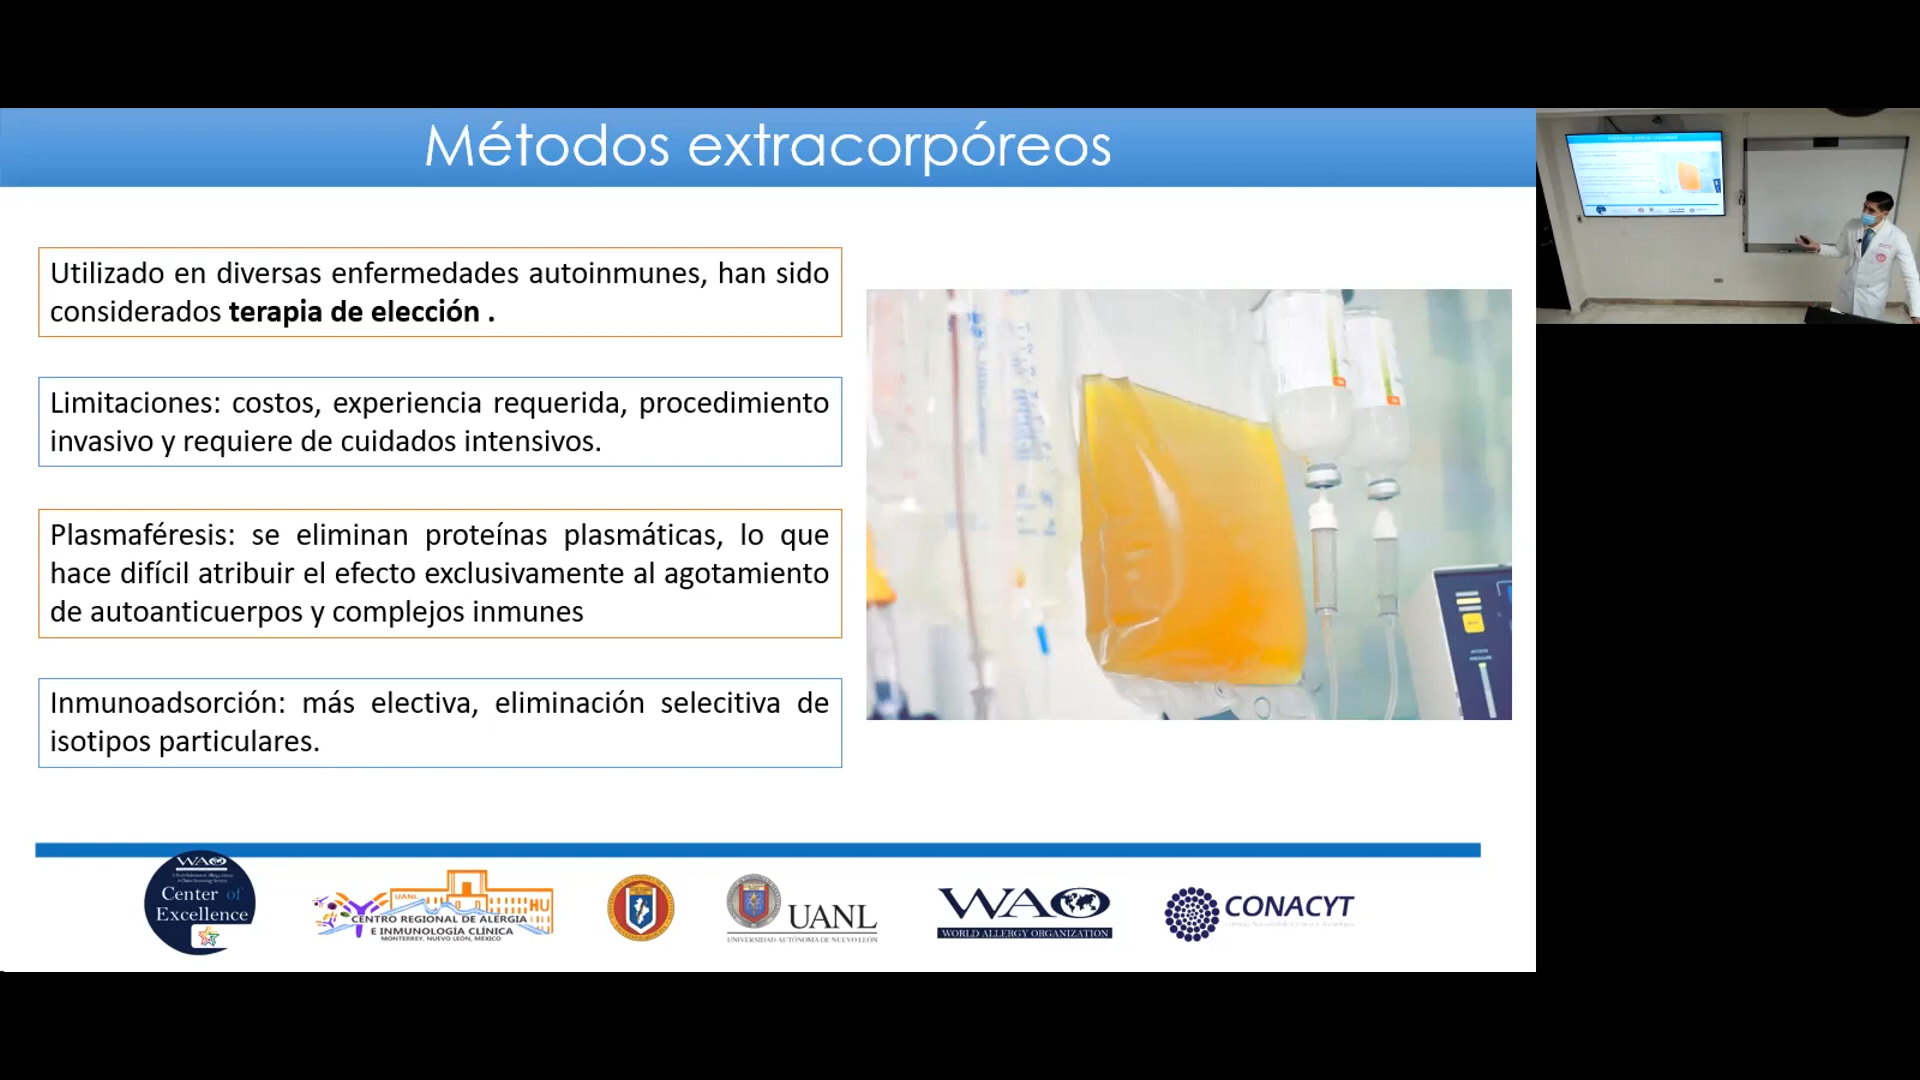 Métodos extracorpóreos
Utilizado en diversas enfermedades autoinmunes, han sido
considerados terapia de elección .
Limitaciones: costos, experiencia requerida, procedimiento
invasivo y requiere de cuidados intensivos.
Plasmaféresis: se eliminan proteínas plasmáticas, lo que
hace difícil atribuir el efecto exclusivamente al agotamiento
de autoanticuerpos y complejos inmunes
Inmunoadsorción: más electiva, eliminación selecitiva de
isotipos particulares.
WAO
Center of
Excellence
UANL
HU
CENTRO REGIONAL DE ALERGIA
E INMUNOLOGÍA CLÍNICA
MONTERREY, NUEVO LEÓN, MÉXICO
UANL
UNIVERSIDAD AUTÓNOMA DE NUEVO LEÓN
WAO
WORLD ALLERGY ORGANIZATION
CONACYT